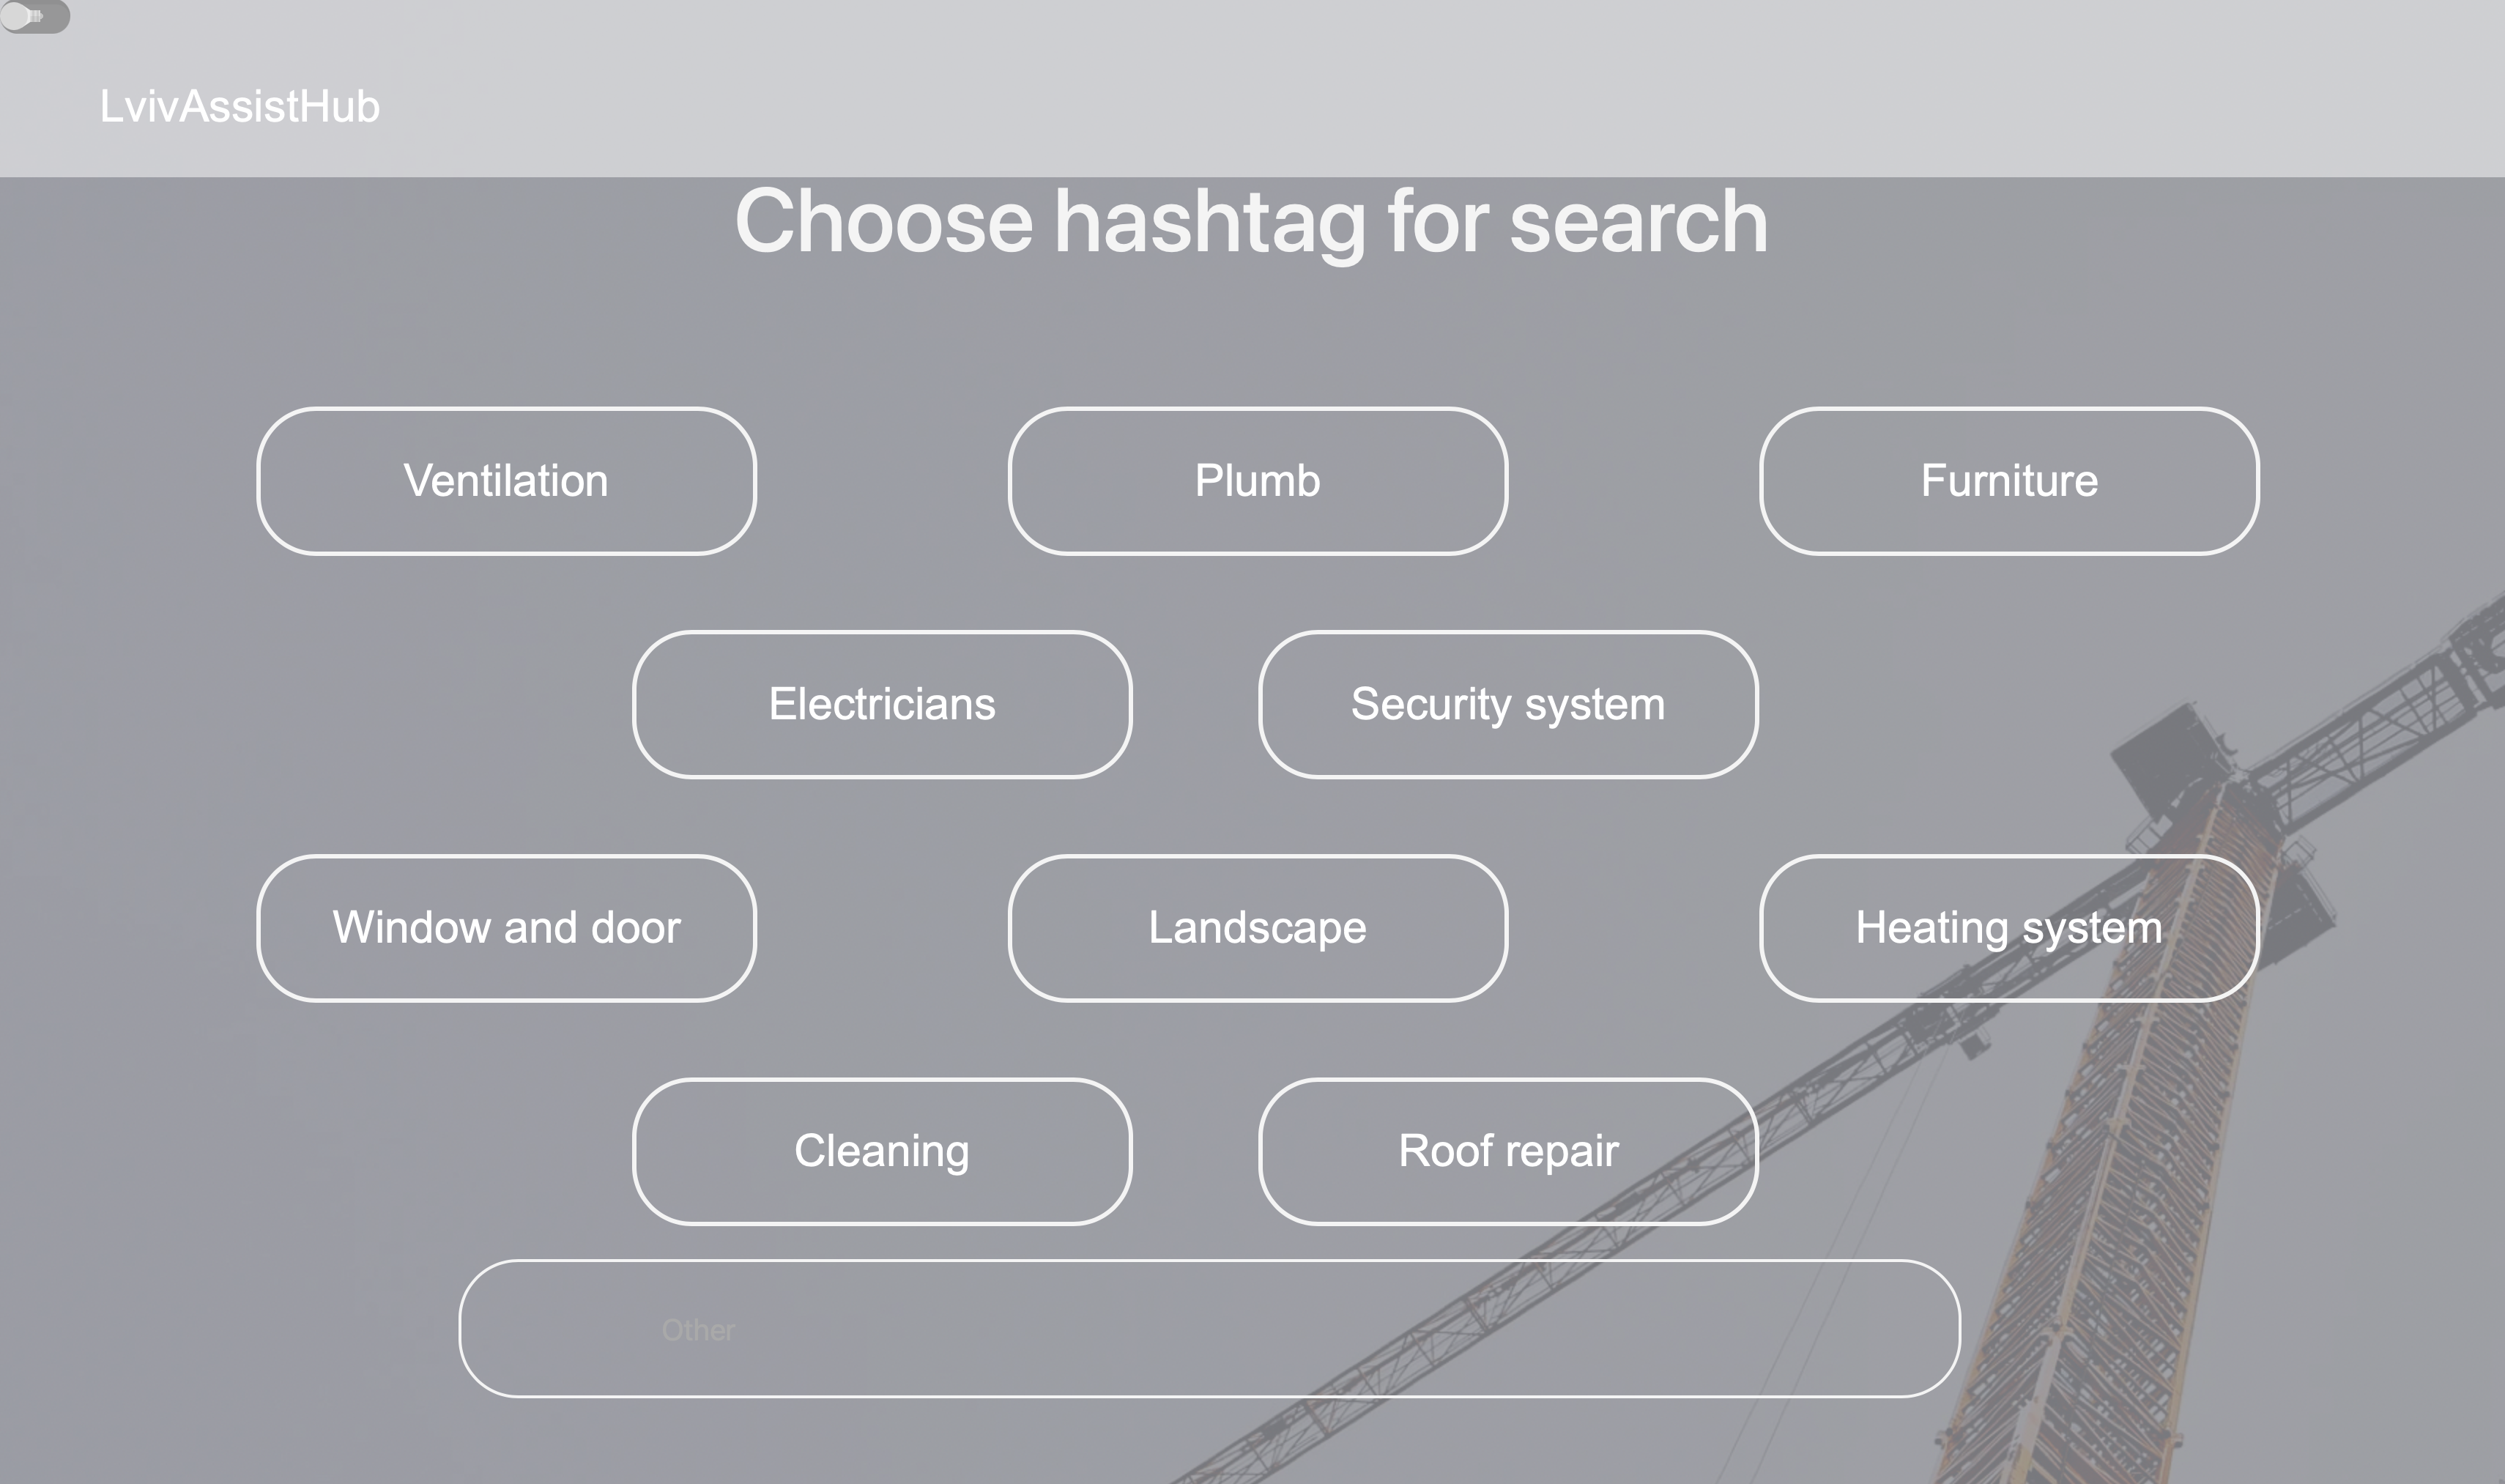 LvivAssistHub
Choose hashtag for search
Ventilation
Plumb
Furniture
Electricians
Security system
Window and door
Landscape
Heating system
Cleaning
Roof repair
Other